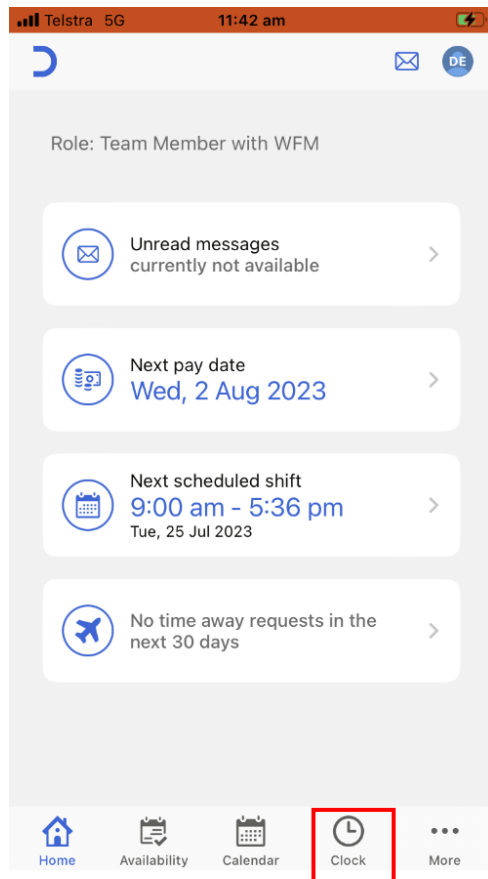 Telstra 5G 11:42 am
DE
Role: Team Member with WFM
Unread messages
currently not available
Next pay date
Wed, 2 Aug 2023
Next scheduled shift
9:00 am - 5:36 pm
Tue, 25 Jul 2023
No time away requests in the
next 30 days
Home Availability Calendar Clock More